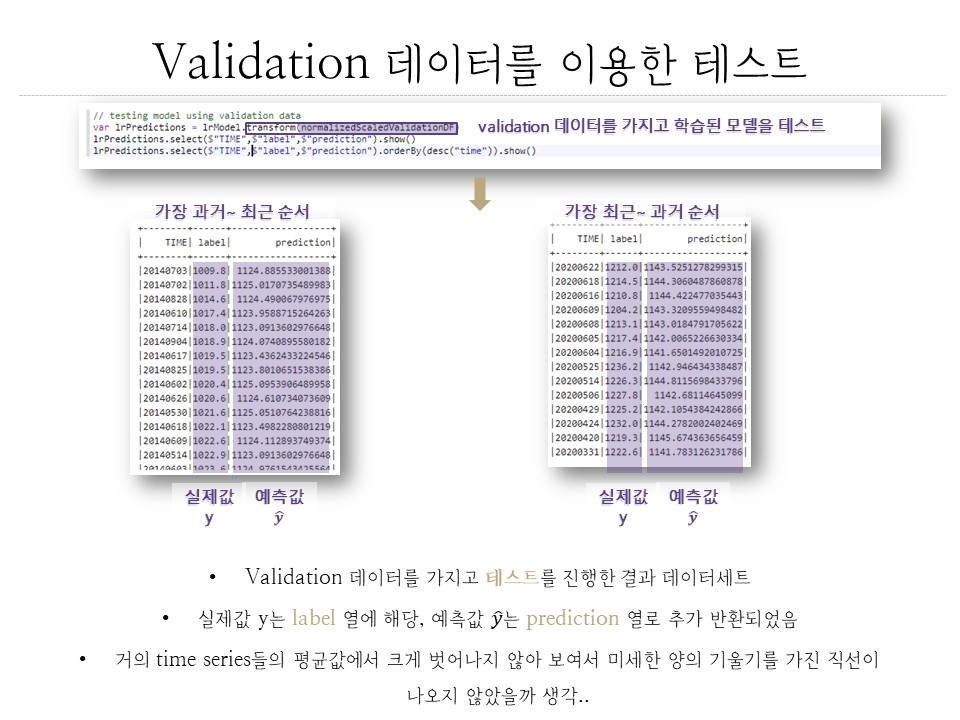 Validation 데이터를 이용한 테스트
// testing model using validation data
var lrPredictions = lrModel.transform(normalizedScaledValidationDF)
validation 데이터를 가지고 학습된 모델을 테스트
lrPredictions.select($"TIME",$"label",$"prediction").show()
lrPredictions.select($"TIME",$"label",$"prediction").orderBy(desc("time")).show()
가장 과거~ 최근 순서
+--------+------+------------------+
| TIME| label| prediction|
+--------+------+------------------+
|20140703|1009.8| 1124.885533001388|
|20140702|1011.8|1125.0170735489983|
|20140828|1014.6| 1124.490067976975|
|20140610|1017.4|1123.9588715264263|
|20140714|1018.0|1123.0913602976648|
|20140904|1018.9|1124.0740895580182|
|20140617|1019.5|1123.4362433224546|
|20140825|1019.5|1123.8010651538386|
|20140602|1020.4|1125.0953906489958|
|20140626|1020.6| 1124.610734073609|
|20140530|1021.6|1125.0510764238816|
|20140618|1022.1|1123.4982280801219|
|20140609|1022.6| 1124.112893749374|
|20140514|1022.9|1123.0913602976648|
|20140603|1023.6|1124.9761543425564|
실제값 예측값
y ŷ
가장 최근~ 과거 순서
+--------+------+------------------+
| TIME| label| prediction|
+--------+------+------------------+
|20200622|1212.0|1143.5251278299315|
|20200618|1214.5|1144.3060487860878|
|20200616|1210.8| 1144.422477035443|
|20200609|1204.2|1143.3209559498482|
|20200608|1213.1|1143.0184791705622|
|20200605|1217.4|1142.0065226630334|
|20200604|1216.9|1141.6501492010725|
|20200525|1236.2| 1142.946434338487|
|20200514|1226.3|1144.8115698433796|
|20200506|1227.8| 1142.68114645099|
|20200429|1225.2|1142.1054384242866|
|20200424|1232.0|1144.2782002402469|
|20200420|1219.3| 1145.674363656459|
|20200331|1222.6| 1141.783126231786|
실제값 예측값
y ŷ
• Validation 데이터를 가지고 테스트를 진행한 결과 데이터세트
• 실제값 y는 label 열에 해당, 예측값 ŷ는 prediction 열로 추가 반환되었음
• 거의 time series들의 평균값에서 크게 벗어나지 않아 보여서 미세한 양의 기울기를 가진 직선이
나오지 않았을까 생각..